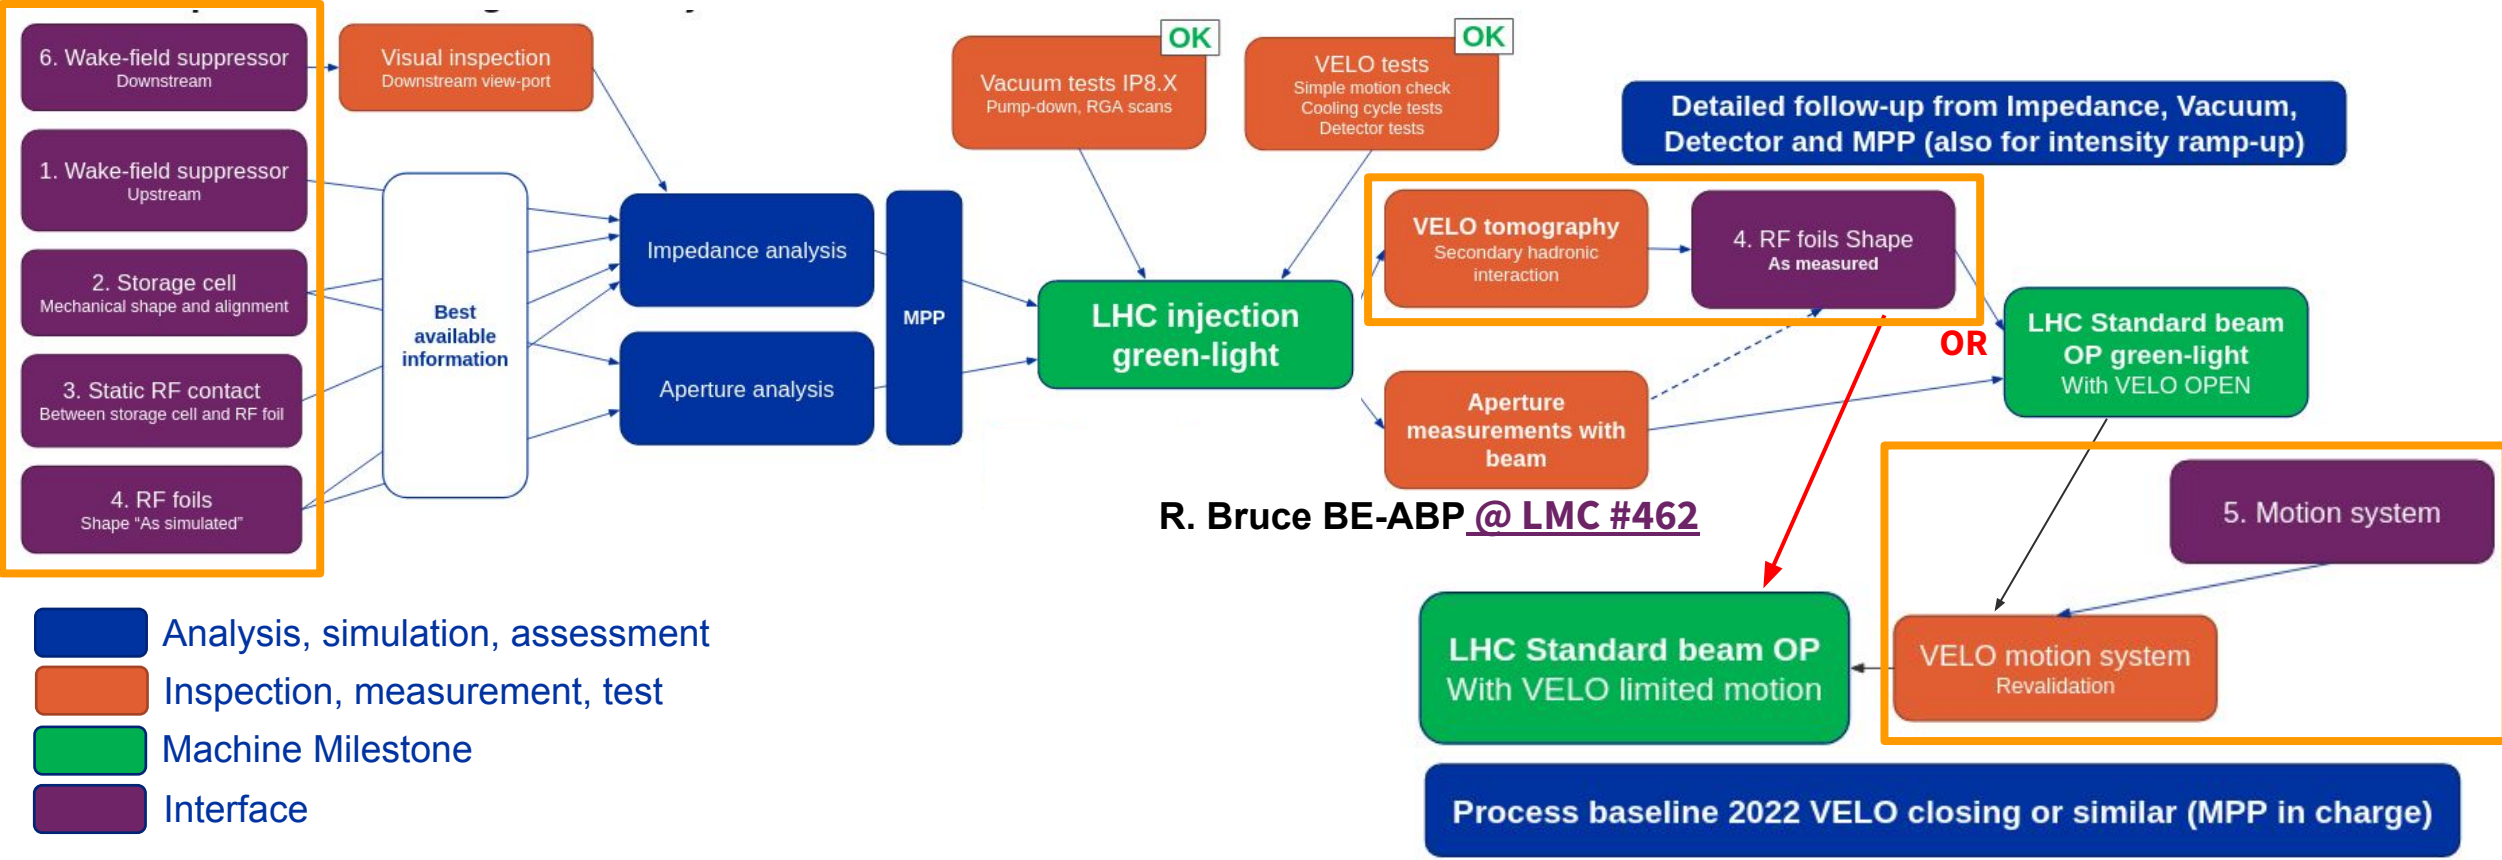 6. Wake-field suppressor
Downstream
Visual inspection
Downstream view-port
1. Wake-field suppressor
Upstream
2. Storage cell
Mechanical shape and alignment
3. Static RF contact
Between storage cell and RF foil
4. RF foils
Shape “As simulated”
Best
available
information
Impedance analysis
Aperture analysis
MPP
OK
Vacuum tests IP8.X
Pump-down, RGA scans
OK
VELO tests
Simple motion check
Cooling cycle tests
Detector tests
LHC injection
green-light
Detailed follow-up from Impedance, Vacuum,
Detector and MPP (also for intensity ramp-up)
VELO tomography
Secondary hadronic
interaction
4. RF foils Shape
As measured
Aperture
measurements with
beam
OR
LHC Standard beam
OP green-light
With VELO OPEN
R. Bruce BE-ABP @ LMC #462
5. Motion system
VELO motion system
Revalidation
LHC Standard beam OP
With VELO limited motion
Process baseline 2022 VELO closing or similar (MPP in charge)
Analysis, simulation, assessment
Inspection, measurement, test
Machine Milestone
Interface